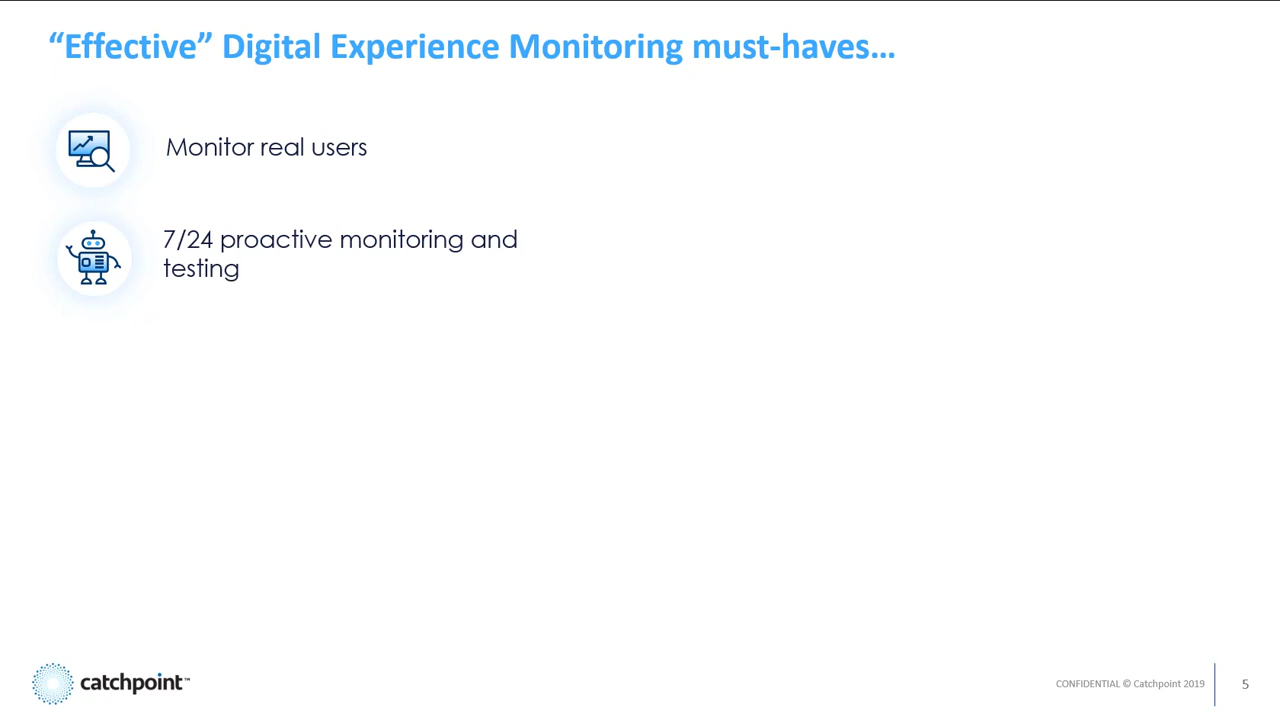 “Effective” Digital Experience Monitoring must-haves…
Monitor real users
7/24 proactive monitoring and
testing
catchpoint™
CONFIDENTIAL © Catchpoint 2019
5